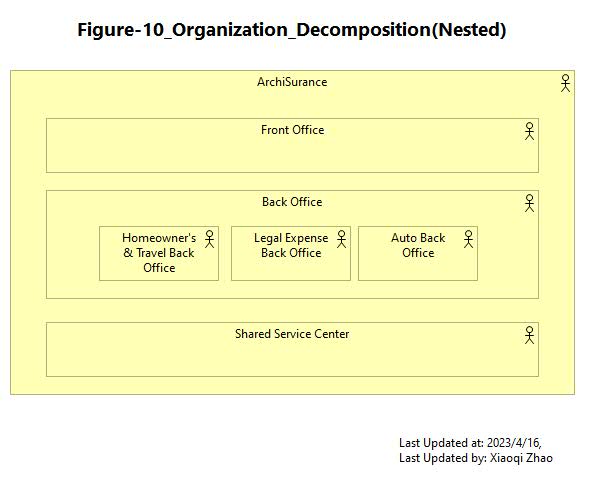 Figure-10_Organization_Decomposition(Nested)
ArchiSurance
Front Office
Back Office
Homeowner's
& Travel Back
Office
Legal Expense
Back Office
Auto Back
Office
Shared Service Center
Last Updated at: 2023/4/16,
Last Updated by: Xiaoqi Zhao